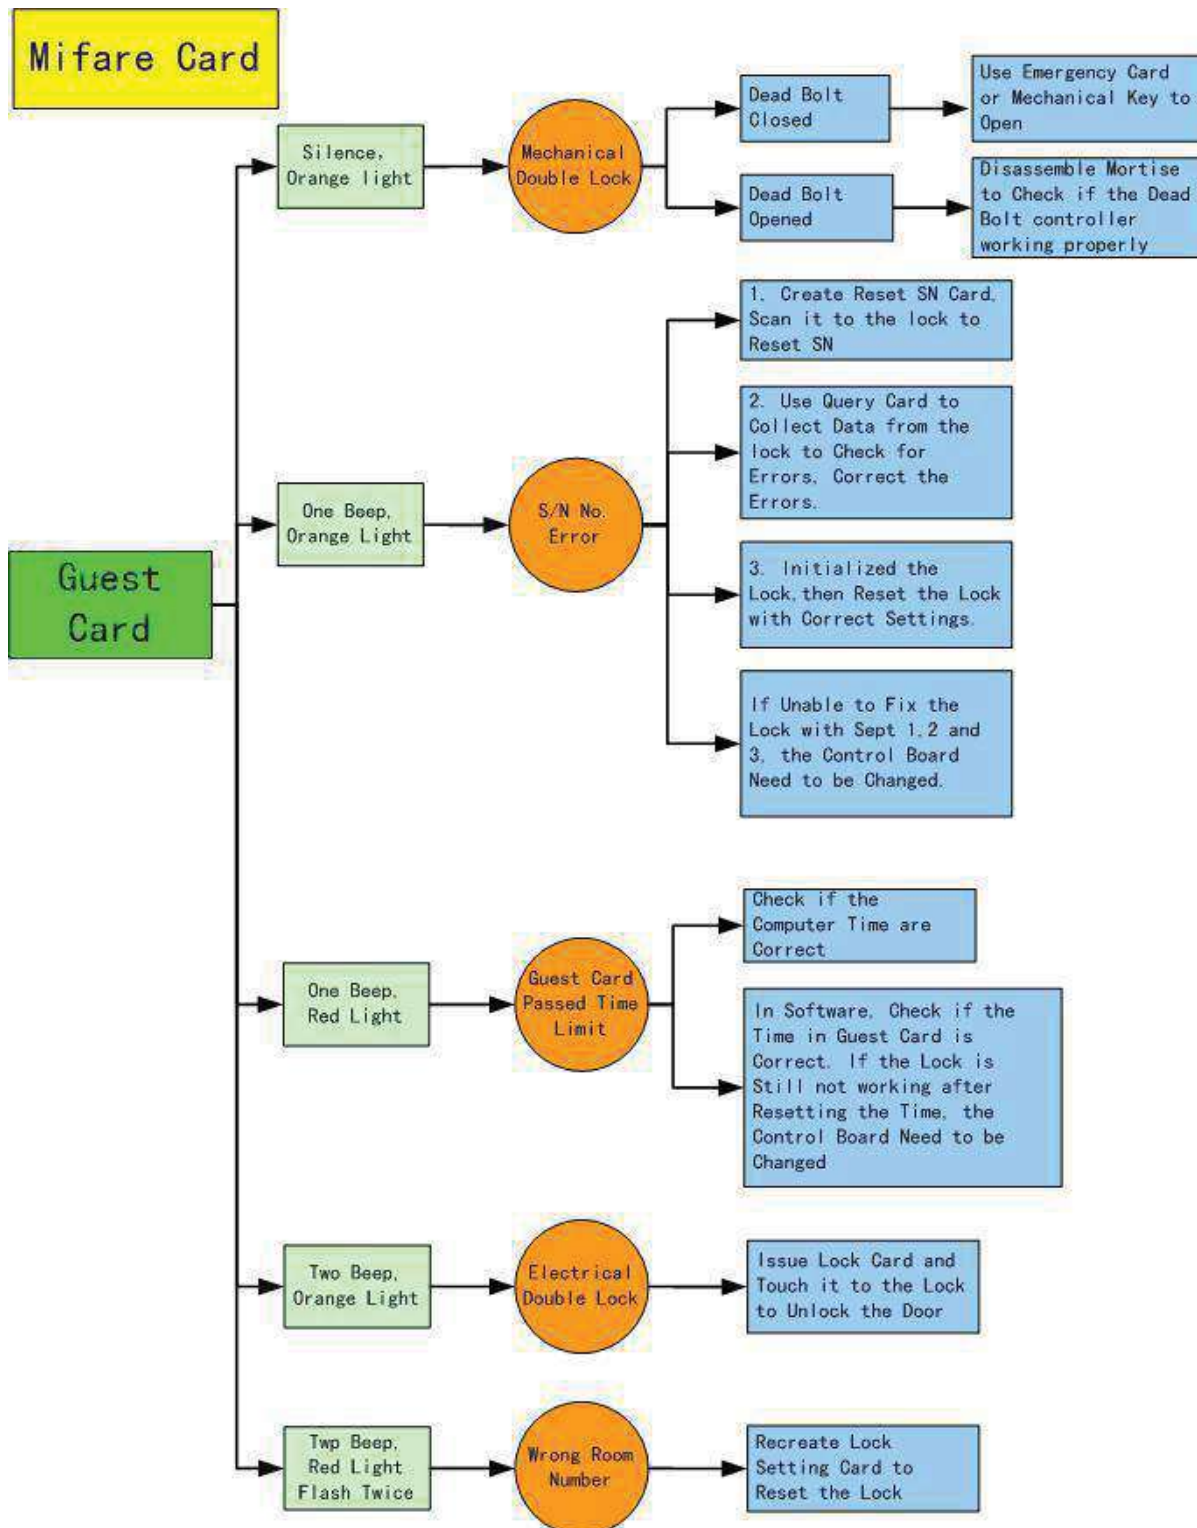 Mifare Card
Guest
Card
Silence,
Orange light
Mechanical
Double Lock
Dead Bolt
Closed
Use Emergency Card
or Mechanical Key to
Open
Dead Bolt
Opened
Disassemble Mortise
to Check if the Dead
Bolt controller
working properly
One Beep,
Orange Light
S/N No.
Error
1. Create Reset SN Card,
Scan it to the lock to
Reset SN
2. Use Query Card to
Collect Data from the
lock to Check for
Errors, Correct the
Errors.
3. Initialized the
Lock,then Reset the Lock
with Correct Settings.
If Unable to Fix the
Lock with Sept 1,2 and
3, the Control Board
Need to be Changed.
One Beep,
Red Light
Guest Card
Passed Time
Limit
Check if the
Computer Time are
Correct
In Software, Check if the
Time in Guest Card is
Correct. If the Lock is
Still not working after
Resetting the Time, the
Control Board Need to be
Changed
Two Beep,
Orange Light
Electrical
Double Lock
Issue Lock Card and
Touch it to the Lock
to Unlock the Door
Twp Beep,
Red Light
Flash Twice
Wrong Room
Number
Recreate Lock
Setting Card to
Reset the Lock